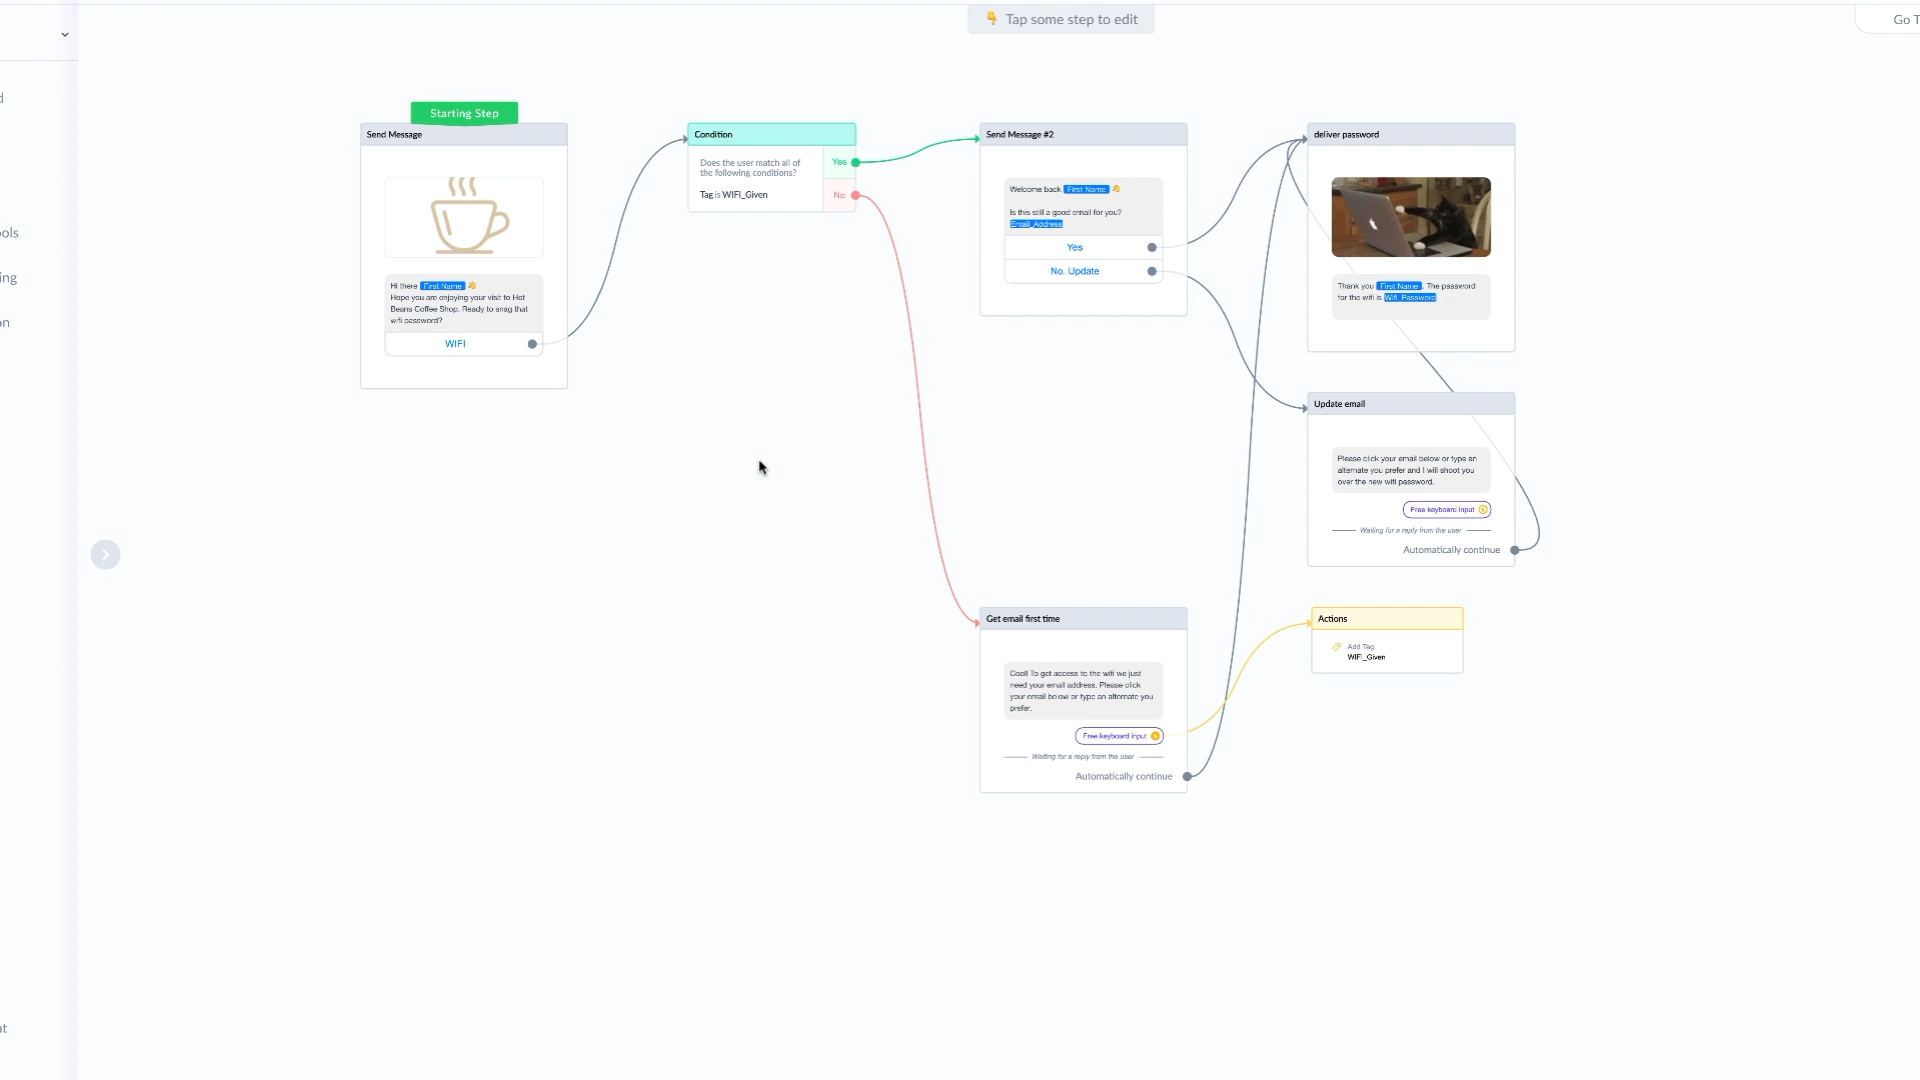 👇 Tap some step to edit
Go T
d
ools
ing
on
nt
Starting Step
Send Message
Hi there First Name 👋
Hope you are enjoying your visit to Hot
Beans Coffee Shop. Ready to snag that
wifi password?
WIFI
Condition
Does the user match all of
the following conditions?
Tag is WIFI_Given
Yes
No
Send Message #2
Welcome back First Name 👋
Is this still a good email for you?
Email_Address
Yes
No. Update
deliver password
Thank you First Name . The password
for the wifi is Wifi_Password
Update email
Please click your email below or type an
alternate you prefer and I will shoot you
over the new wifi password.
Free keyboard input
Waiting for a reply from the user
Automatically continue
Get email first time
Cool! To get access to the wifi we just
need your email address. Please click
your email below or type an alternate you
prefer.
Free keyboard input
Waiting for a reply from the user
Automatically continue
Actions
Add Tag
WIFI_Given